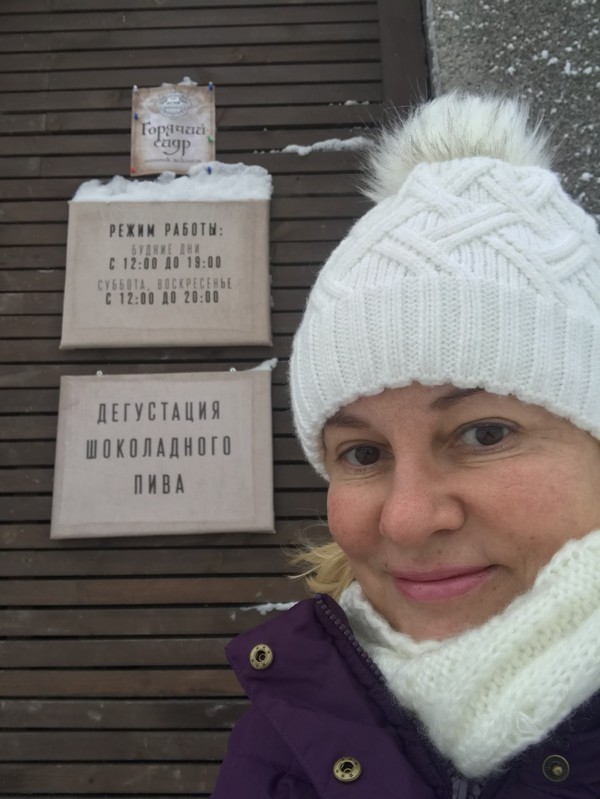 Горячий
сидр
РЕЖИМ РАБОТЫ:
БУДНИЕ ДНИ
С 12:00 ДО 19:00
СУББОТА, ВОСКРЕСЕНЬЕ
С 12:00 ДО 20:00
ДЕГУСТАЦИЯ
ШОКОЛАДНОГО
ПИВА